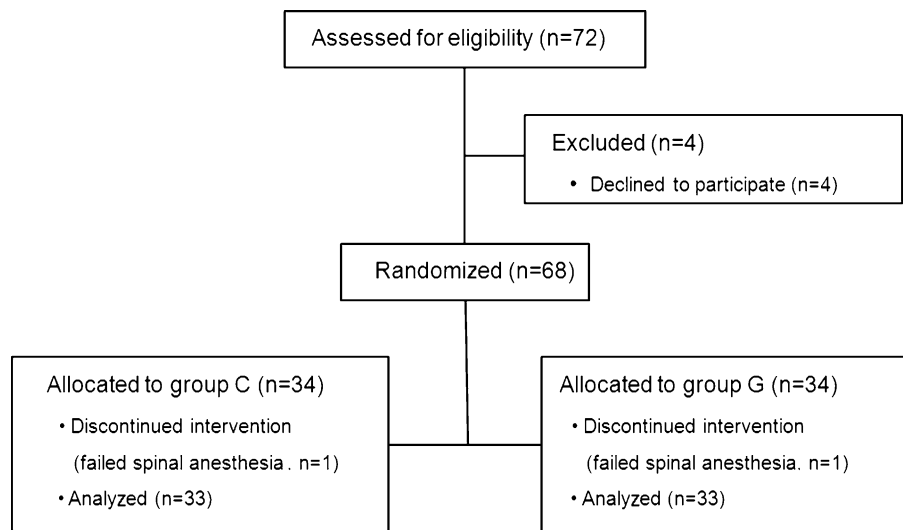 Assessed for eligibility (n=72)
Excluded (n=4)
• Declined to participate (n=4)
Randomized (n=68)
Allocated to group C (n=34)
• Discontinued intervention
(failed spinal anesthesia. n=1)
• Analyzed (n=33)
Allocated to group G (n=34)
• Discontinued intervention
(failed spinal anesthesia. n=1)
• Analyzed (n=33)